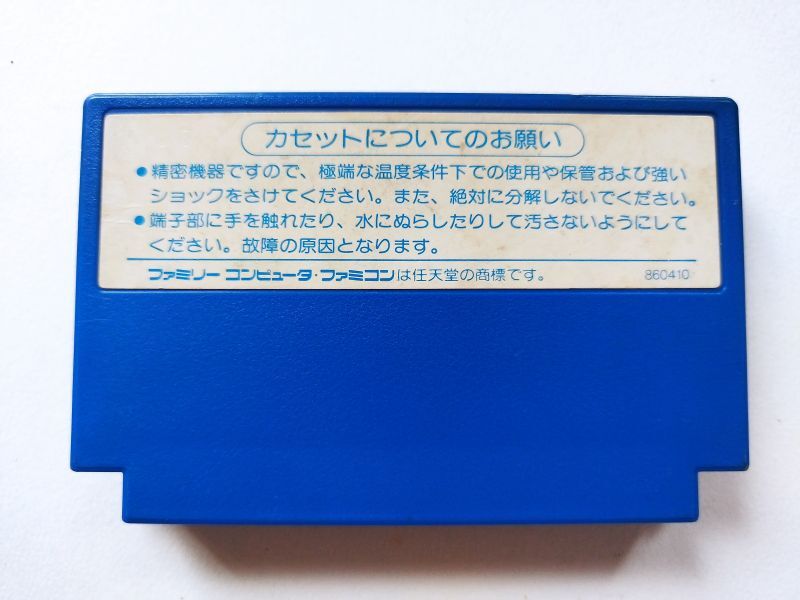 カセットについてのお願い
●精密機器ですので、極端な温度条件下での使用や保管および強い
ショックをさけてください。また、絶対に分解しないでください。
●端子部に手を触れたり、水にぬらしたりして汚さないようにして
ください。故障の原因となります。
ファミリー コンピュータ・ファミコンは任天堂の商標です。 860410